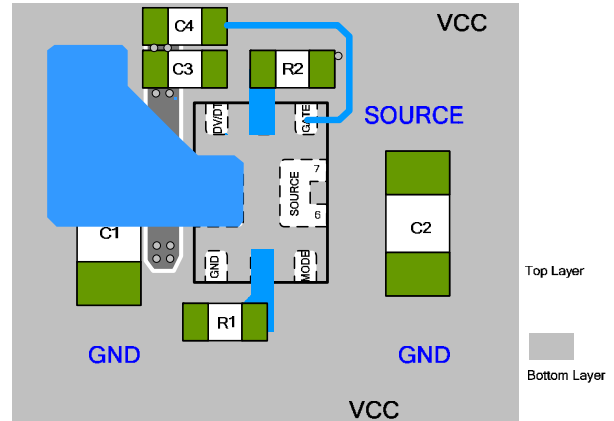 C4
VCC
C3
R2
DV/DT
GATE
SOURCE
7
SOURCE
6
C1
C2
GND
MODE
Top Layer
R1
GND
GND
Bottom Layer
VCC